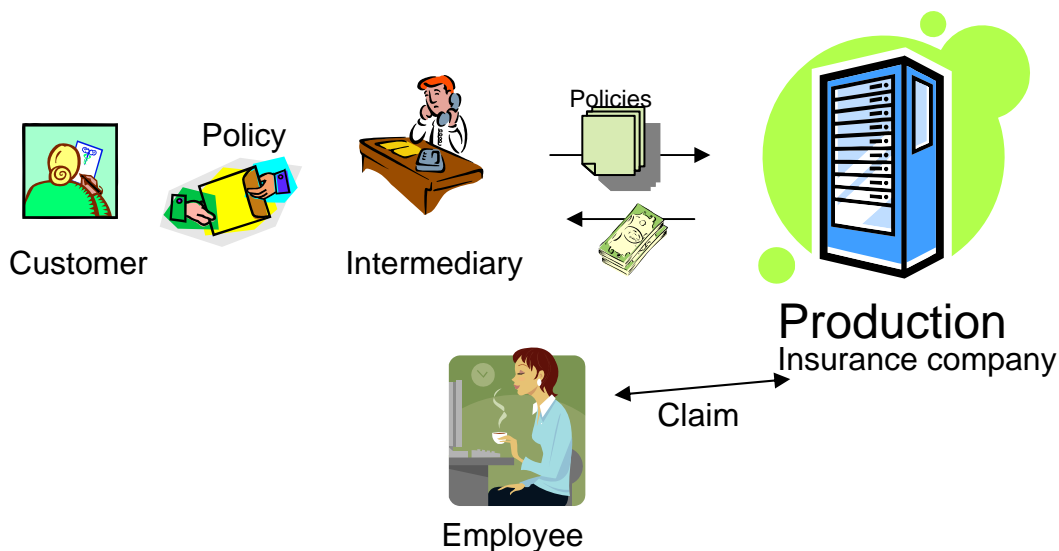 Policies
Policy
Customer
Intermediary
Production
Insurance company
Claim
Employee